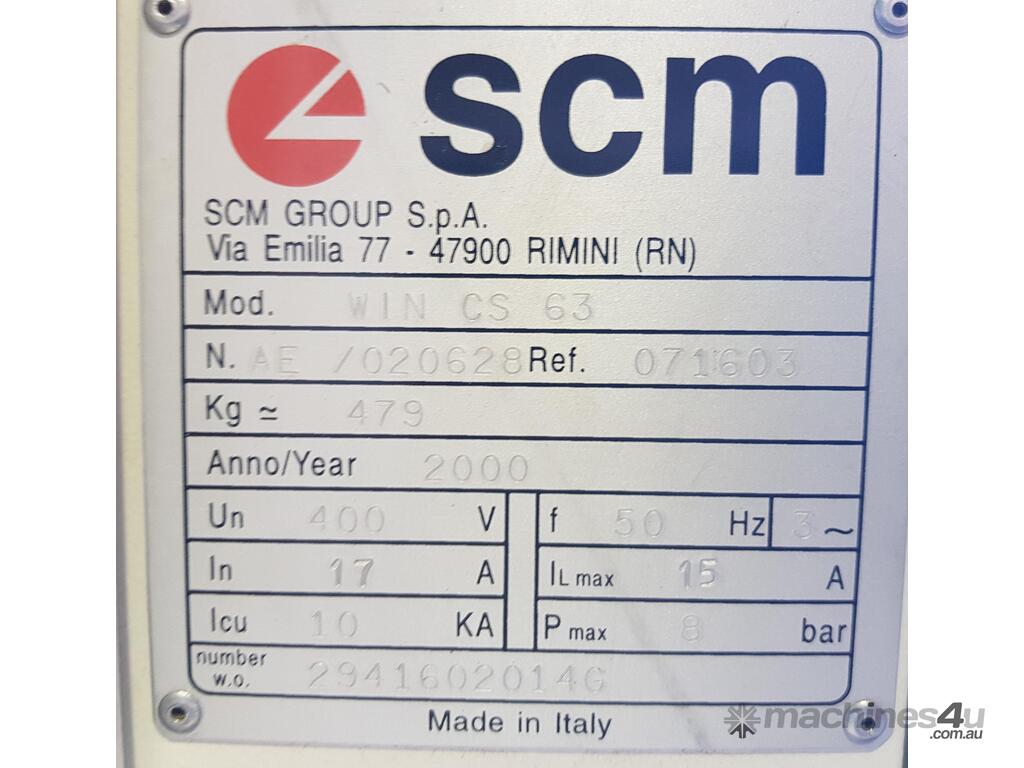 scm
SCM GROUP S.p.A.
Via Emilia 77 - 47900 RIMINI (RN)
Mod. WIN CS 63
N. AE /020628 Ref. 071603
Kg ≃ 479
Anno/Year 2000
Un 400 V f 50 Hz 3 ~
In 17 A IL max 15 A
Icu 10 KA P max 8 bar
number
w.o. 2941602014G
Made in Italy
machines4u
.com.au